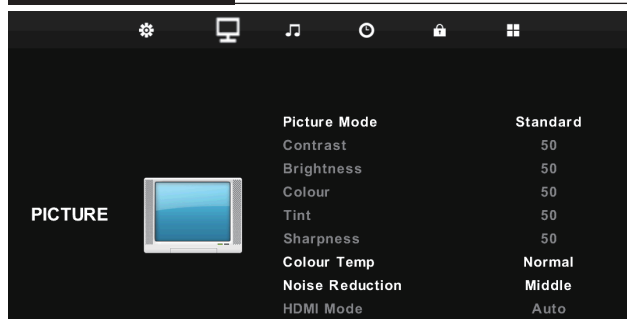 Picture Mode Standard
Contrast 50
Brightness 50
Colour 50
PICTURE
Tint 50
Sharpness 50
Colour Temp Normal
Noise Reduction Middle
HDMI Mode Auto